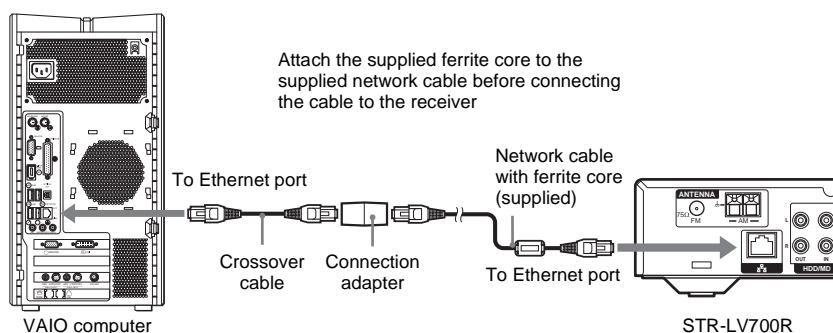 Attach the supplied ferrite core to the
supplied network cable before connecting
the cable to the receiver
To Ethernet port
Network cable
with ferrite core
(supplied)
ANTENNA
75Ω
FM
AM
L
R
OUT
IN
HDD/MD
Crossover
cable
Connection
adapter
To Ethernet port
VAIO computer
STR-LV700R